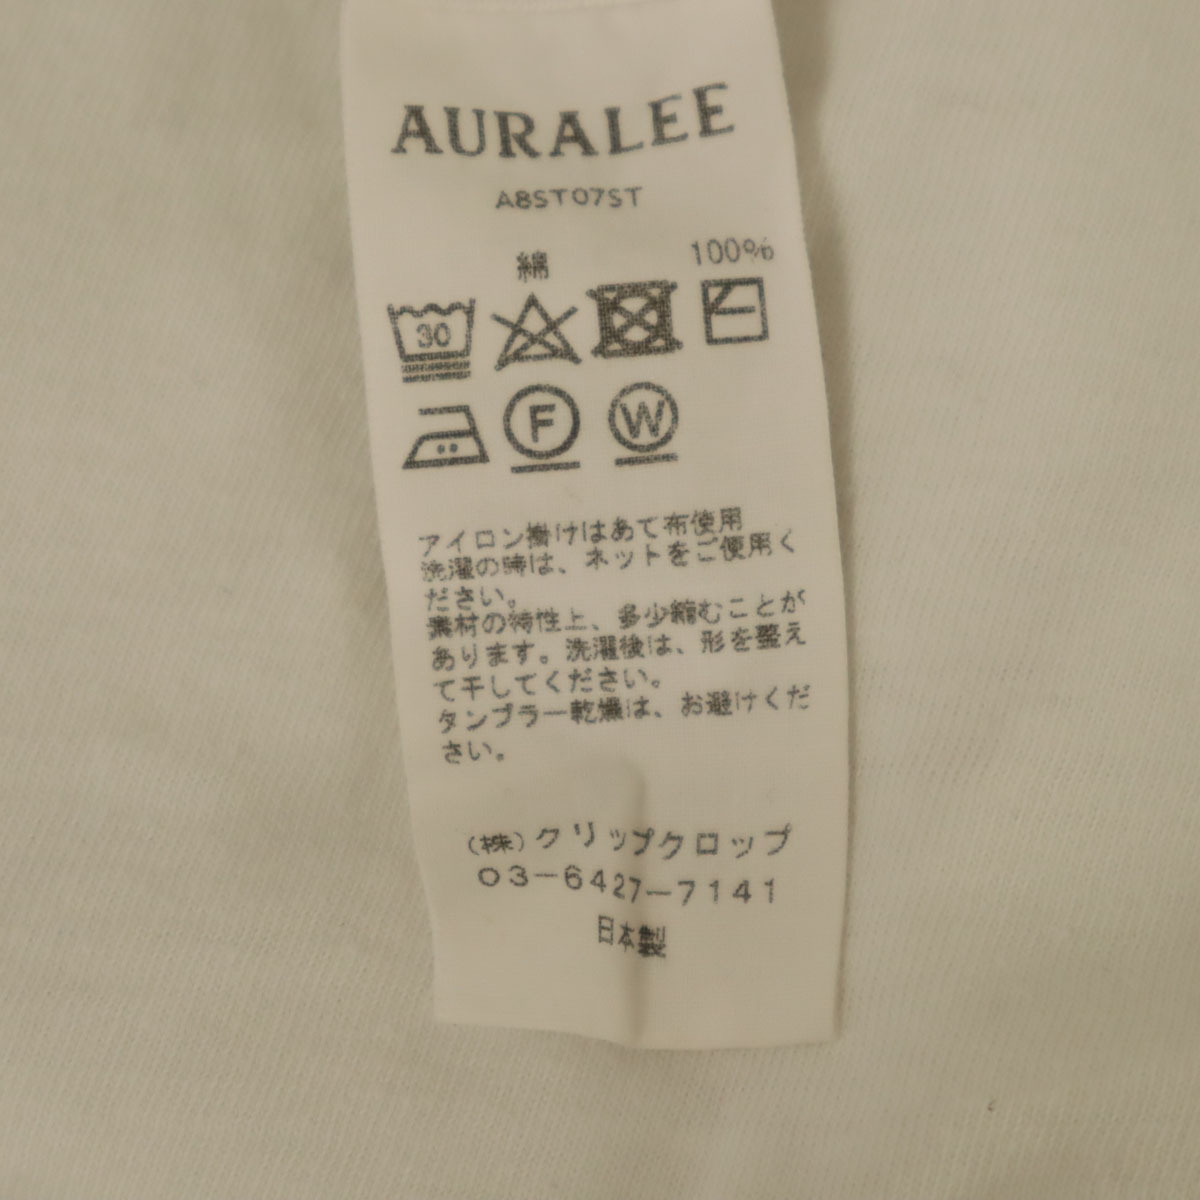 AURALEE
A8ST07ST
綿 100%
30
F W
アイロン掛けはあて布使用
洗濯の時は、ネットをご使用く
ださい。
素材の特性上、多少縮むことが
あります。洗濯後は、形を整え
て干してください。
タンブラー乾燥は、お避けくだ
さい。
(株)クリップクロップ
03-6427-7141
日本製